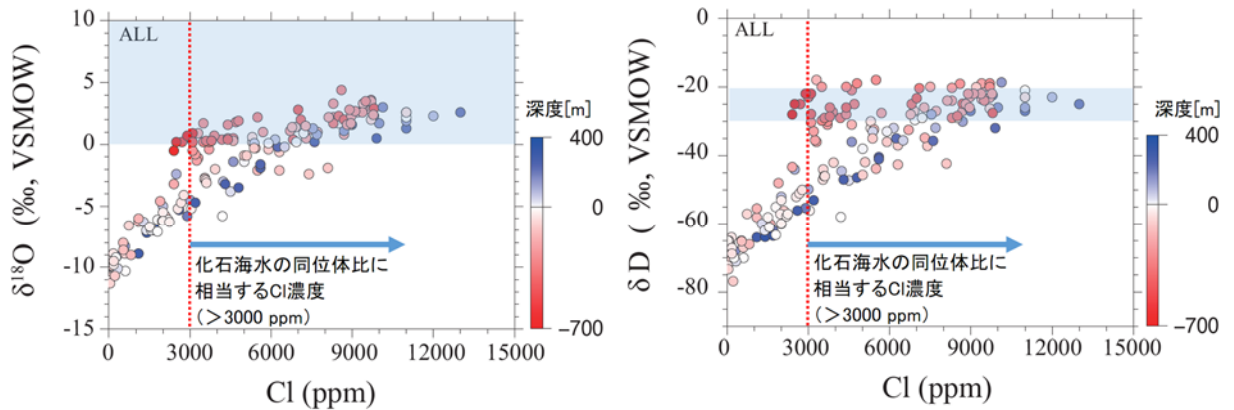 ALL
δ¹⁸O (‰, VSMOW)
10
5
0
-5
-10
-15
0
3000
6000
9000
12000
15000
Cl (ppm)
化石海水の同位体比に
相当するCl濃度
(＞3000 ppm)
深度[m]
400
0
−700
ALL
δD ( ‰, VSMOW)
0
-20
-40
-60
-80
0
3000
6000
9000
12000
15000
Cl (ppm)
化石海水の同位体比に
相当するCl濃度
(＞3000 ppm)
深度[m]
400
0
−700